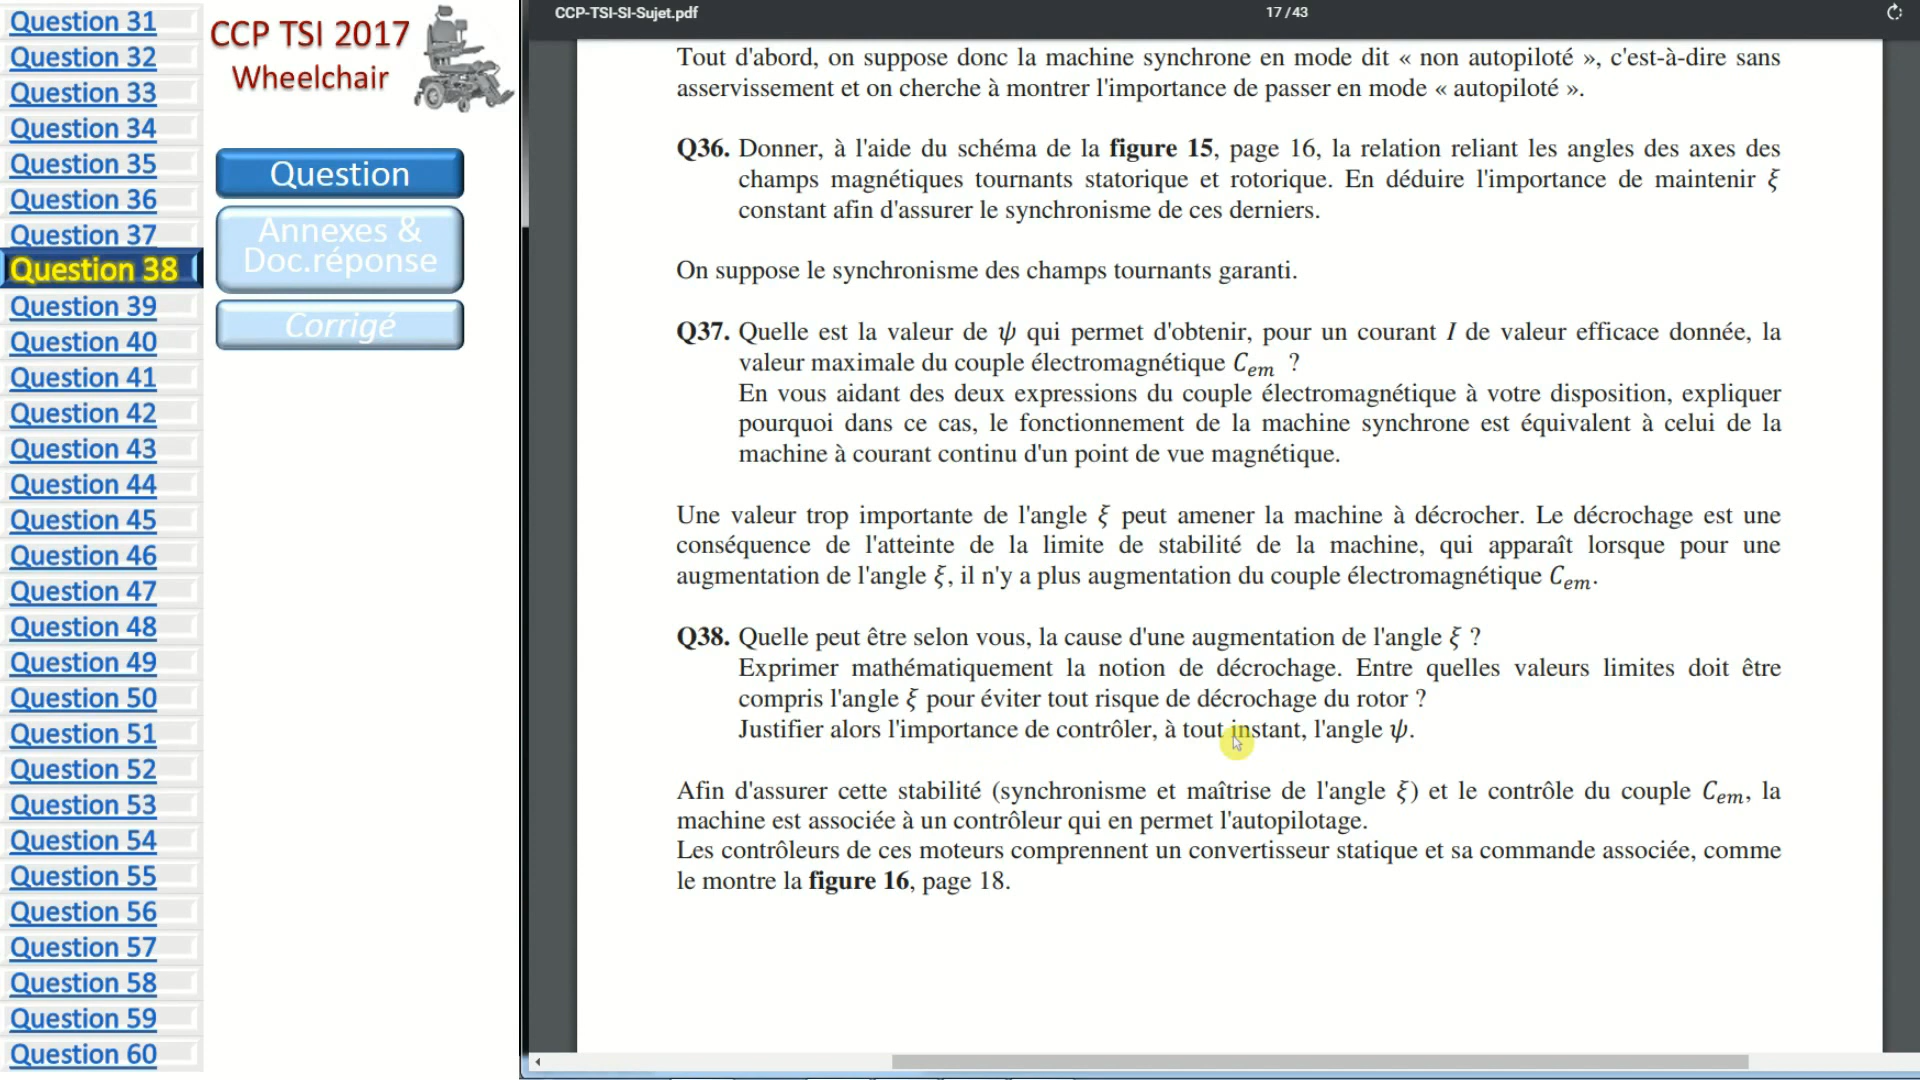 Question 31
Question 32
Question 33
Question 34
Question 35
Question 36
Question 37
Question 38
Question 39
Question 40
Question 41
Question 42
Question 43
Question 44
Question 45
Question 46
Question 47
Question 48
Question 49
Question 50
Question 51
Question 52
Question 53
Question 54
Question 55
Question 56
Question 57
Question 58
Question 59
Question 60
CCP TSI 2017
Wheelchair
Question
Annexes &
Doc.réponse
Corrigé
CCP-TSI-SI-Sujet.pdf
17 / 43
Tout d'abord, on suppose donc la machine synchrone en mode dit « non autopiloté », c'est-à-dire sans
asservissement et on cherche à montrer l'importance de passer en mode « autopiloté ».
Q36. Donner, à l'aide du schéma de la figure 15, page 16, la relation reliant les angles des axes des
champs magnétiques tournants statorique et rotorique. En déduire l'importance de maintenir ξ
constant afin d'assurer le synchronisme de ces derniers.
On suppose le synchronisme des champs tournants garanti.
Q37. Quelle est la valeur de ψ qui permet d'obtenir, pour un courant I de valeur efficace donnée, la
valeur maximale du couple électromagnétique Cem ?
En vous aidant des deux expressions du couple électromagnétique à votre disposition, expliquer
pourquoi dans ce cas, le fonctionnement de la machine synchrone est équivalent à celui de la
machine à courant continu d'un point de vue magnétique.
Une valeur trop importante de l'angle ξ peut amener la machine à décrocher. Le décrochage est une
conséquence de l'atteinte de la limite de stabilité de la machine, qui apparaît lorsque pour une
augmentation de l'angle ξ, il n'y a plus augmentation du couple électromagnétique Cem.
Q38. Quelle peut être selon vous, la cause d'une augmentation de l'angle ξ ?
Exprimer mathématiquement la notion de décrochage. Entre quelles valeurs limites doit être
compris l'angle ξ pour éviter tout risque de décrochage du rotor ?
Justifier alors l'importance de contrôler, à tout instant, l'angle ψ.
Afin d'assurer cette stabilité (synchronisme et maîtrise de l'angle ξ) et le contrôle du couple Cem, la
machine est associée à un contrôleur qui en permet l'autopilotage.
Les contrôleurs de ces moteurs comprennent un convertisseur statique et sa commande associée, comme
le montre la figure 16, page 18.